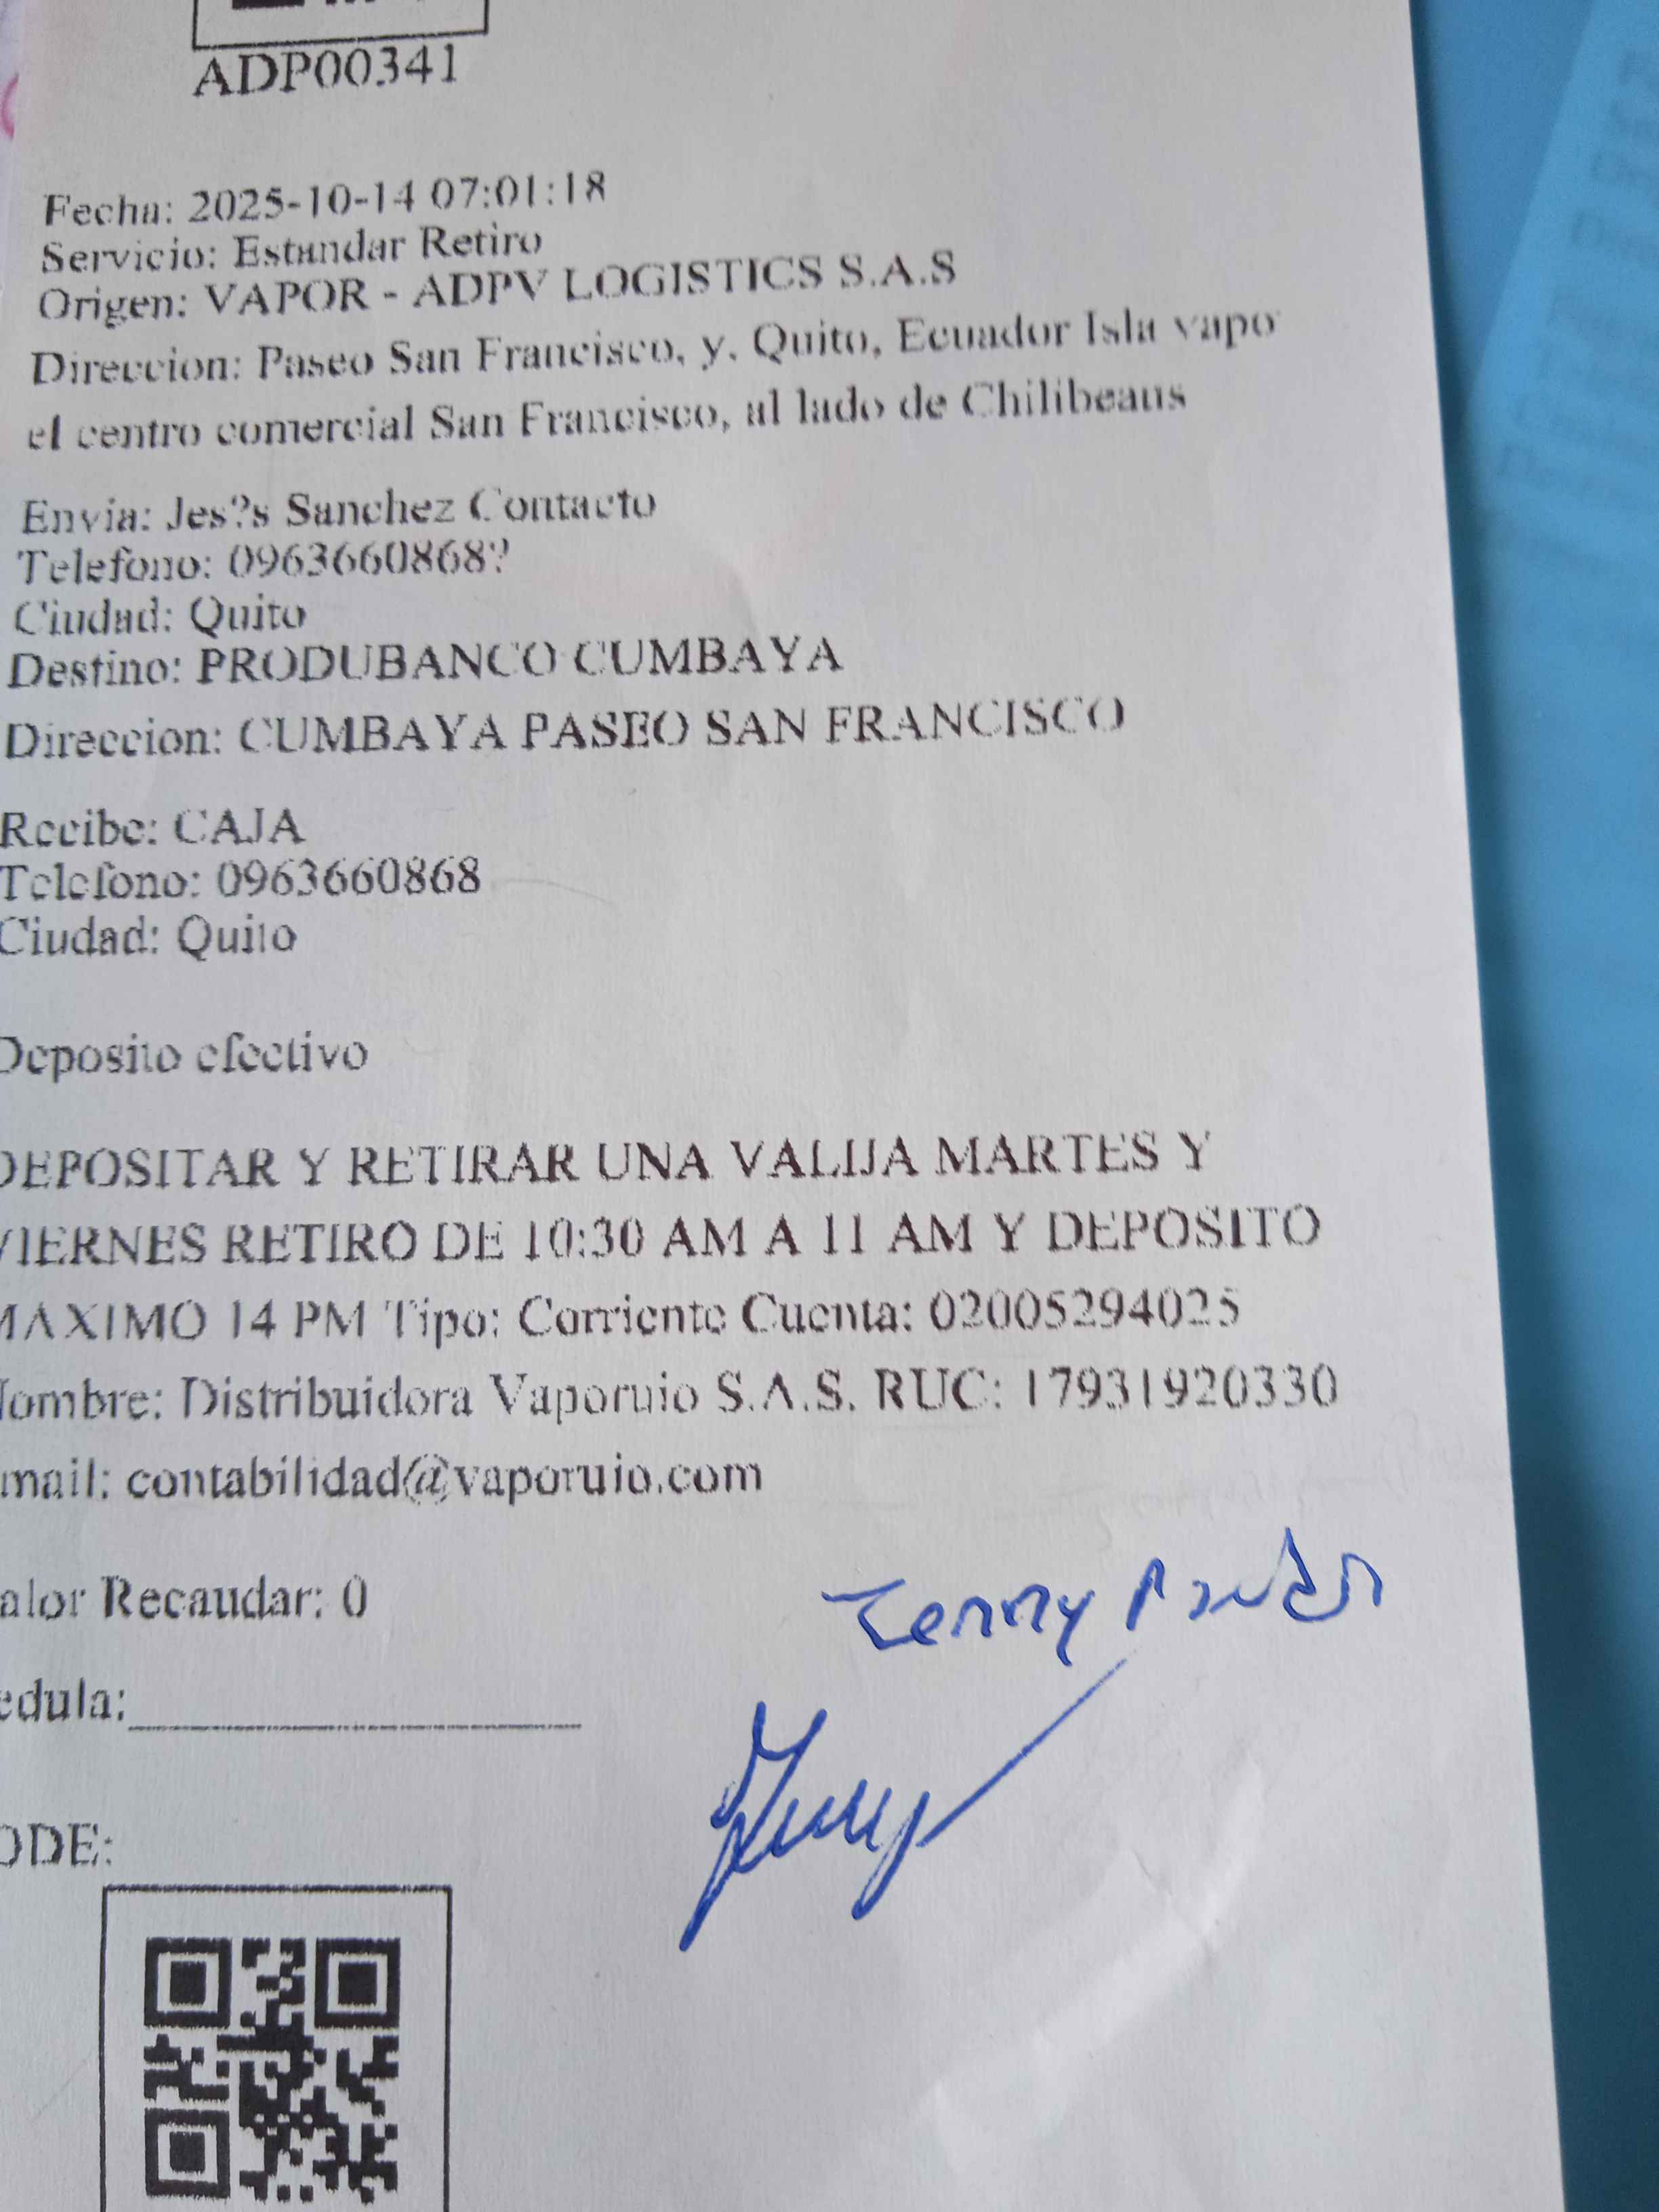 ADP00341
Fecha: 2025-10-14 07:01:18
Servicio: Estandar Retiro
Origen: VAPOR - ADPV LOGISTICS S.A.S
Direccion: Paseo San Francisco, y, Quito, Ecuador Isla vapo
el centro comercial San Francisco, al lado de Chilibeans
Envia: Jes?s Sanchez Contacto
Telefono: 0963660868?
Ciudad: Quito
Destino: PRODUBANCO CUMBAYA
Direccion: CUMBAYA PASEO SAN FRANCISCO
Recibe: CAJA
Telefono: 0963660868
Ciudad: Quito
Deposito efectivo
DEPOSITAR Y RETIRAR UNA VALIJA MARTES Y
VIERNES RETIRO DE 10:30 AM A 11 AM Y DEPOSITO
MAXIMO 14 PM Tipo: Corriente Cuenta: 02005294025
Nombre: Distribuidora Vaporuio S.A.S. RUC: 17931920330
mail: contabilidad@vaporuio.com
alor Recaudar: 0
Jenny
edula:
ODE: